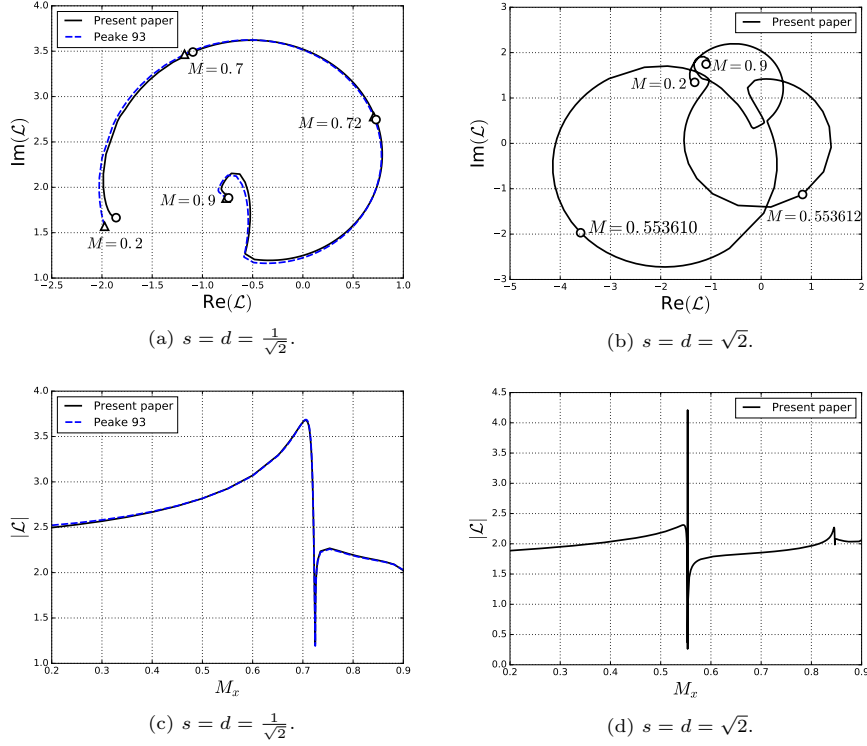 Present paper
Peake 93
M = 0.7
M = 0.72
M = 0.9
M = 0.2
Im(ℒ)
4.0
3.5
3.0
2.5
2.0
1.5
1.0
−2.5 −2.0 −1.5 −1.0 −0.5 0.0 0.5 1.0
Re(ℒ)
(a) s = d = 1/√2.
Present paper
M = 0.9
M = 0.2
M = 0.553612
M = 0.553610
Im(ℒ)
3
2
1
0
−1
−2
−3
−5 −4 −3 −2 −1 0 1 2
Re(ℒ)
(b) s = d = √2.
Present paper
Peake 93
|ℒ|
4.0
3.5
3.0
2.5
2.0
1.5
1.0
0.2 0.3 0.4 0.5 0.6 0.7 0.8 0.9
Mₓ
(c) s = d = 1/√2.
Present paper
|ℒ|
4.5
4.0
3.5
3.0
2.5
2.0
1.5
1.0
0.5
0.0
0.2 0.3 0.4 0.5 0.6 0.7 0.8 0.9
Mₓ
(d) s = d = √2.